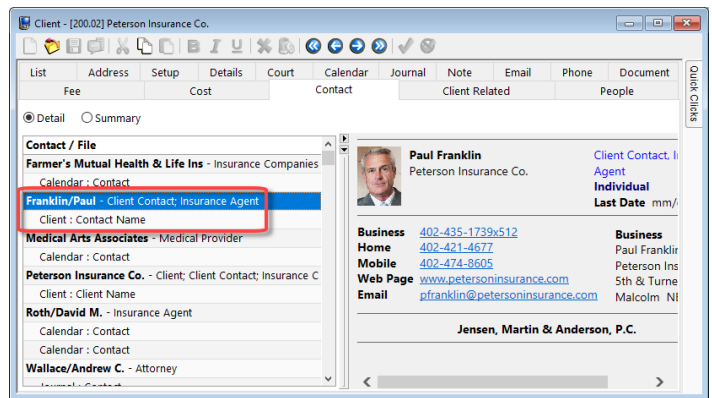 Client - [200.02] Peterson Insurance Co.
B I U
List Address Setup Details Court Calendar Journal Note Email Phone Document
Fee Cost Contact Client Related People
Quick Clicks
Detail Summary
Contact / File
Farmer's Mutual Health & Life Ins - Insurance Companies
Calendar : Contact
Franklin/Paul - Client Contact; Insurance Agent
Client : Contact Name
Medical Arts Associates - Medical Provider
Calendar : Contact
Peterson Insurance Co. - Client; Client Contact; Insurance C
Client : Client Name
Roth/David M. - Insurance Agent
Calendar : Contact
Calendar : Contact
Wallace/Andrew C. - Attorney
Journal : Contact
Paul Franklin
Peterson Insurance Co.
Client Contact, I
Agent
Individual
Last Date mm/
Business 402-435-1739x512
Home 402-421-4677
Mobile 402-474-8605
Web Page www.petersoninsurance.com
Email pfranklin@petersoninsurance.com
Business
Paul Franklin
Peterson Ins
5th & Turne
Malcolm NE
Jensen, Martin & Anderson, P.C.